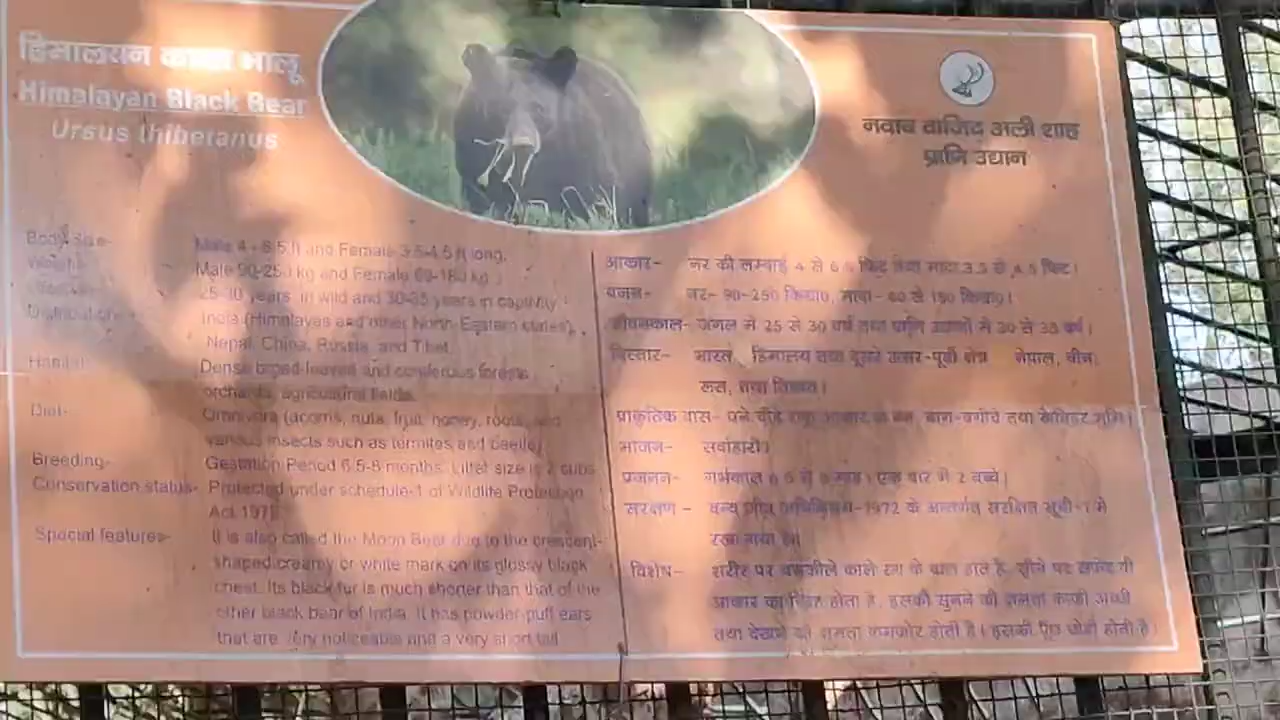 हिमालयन काला भालू
Himalayan Black Bear
Ursus thibetanus
नवाब वाजिद अली शाह
प्राणि उद्यान
Body Size- Male 4 - 6.5 ft and Female 3.5-4.5 ft long.
Weight- Male 90-250 kg and Female 60-180 kg
25-30 years in wild and 30-35 years in captivity
Distribution- India (Himalayas and other North-Eastern states),
Nepal, China, Russia, and Tibet.
Habitat- Dense broad-leaved and coniferous forests
orchards, agricultural fields.
Diet- Omnivora (acorns, nuts, fruit, honey, roots, and
various insects such as termites and beetle)
Breeding- Gestation Period 6.5-8 months. Litter size is 2 cubs
Conservation status- Protected under schedule-1 of Wildlife Protection
Act
Special features- It is also called the Moon Bear due to the crescent-
shaped creamy or white mark on its glossy black
chest. Its black fur is much shorter than that of the
other black bear of India. It has powder-puff ears
that are very noticeable and a very short tail
आकार- नर की लम्बाई 4 से 6.5 फिट तथा मादा 3.5 से 4.5 फिट।
वजन- नर- 90-250 किग्रा0, मादा- 60 से 180 किग्रा0।
जीवनकाल- जंगल में 25 से 30 वर्ष तथा प्राणि उद्यानों में 30 से 35 वर्ष।
विस्तार- भारत, हिमालय तथा दूसरे उत्तर-पूर्वी क्षेत्र नेपाल, चीन,
रूस, तथा तिब्बत।
प्राकृतिक वास- घने चौड़े आकार के वन, बाग-बगीचे तथा भूमि।
भोजन- सर्वाहारी।
प्रजनन- गर्भकाल 6.5 से 8 माह। एक बार में 2 बच्चे।
संरक्षण - वन्य जीव अधिनियम-1972 के अन्तर्गत संरक्षित सूची-1 में
रखा गया है।
विशेष- शरीर पर चमकीले काले रंग के बाल होते है, सीने पर सफेद वी
आकार का चिन्ह होता है, इसकी सुनने की क्षमता काफी अच्छी
तथा देखने की क्षमता कमजोर होती है। इसकी पूँछ छोटी होती है।